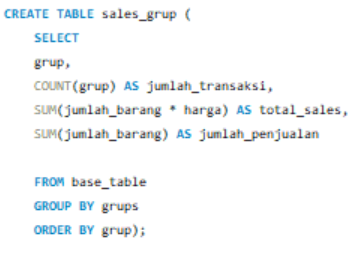 CREATE TABLE sales_grup (
SELECT
grup,
COUNT(grup) AS jumlah_transaksi,
SUM(jumlah_barang * harga) AS total_sales,
SUM(jumlah_barang) AS jumlah_penjualan
FROM base_table
GROUP BY grups
ORDER BY grup);